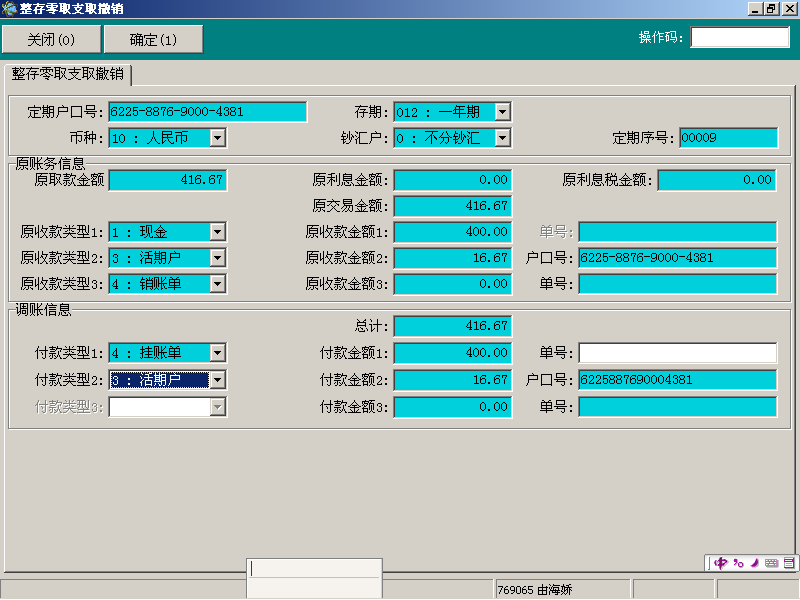 整存零取支取撤销
关闭(0) 确定(1) 操作码:
整存零取支取撤销
定期户口号: 6225-8876-9000-4381 存期: 012 : 一年期
币种: 10 : 人民币 钞汇户: 0 : 不分钞汇 定期序号: 00009
原账务信息
原取款金额 416.67 原利息金额: 0.00 原利息税金额: 0.00
原交易金额: 416.67
原收款类型1: 1 : 现金 原收款金额1: 400.00 单号:
原收款类型2: 3 : 活期户 原收款金额2: 16.67 户口号: 6225-8876-9000-4381
原收款类型3: 4 : 销账单 原收款金额3: 0.00 单号:
调账信息
总计: 416.67
付款类型1: 4 : 挂账单 付款金额1: 400.00 单号:
付款类型2: 3 : 活期户 付款金额2: 16.67 户口号: 6225887690004381
付款类型3: 付款金额3: 0.00 单号:
中
769065 由海娇